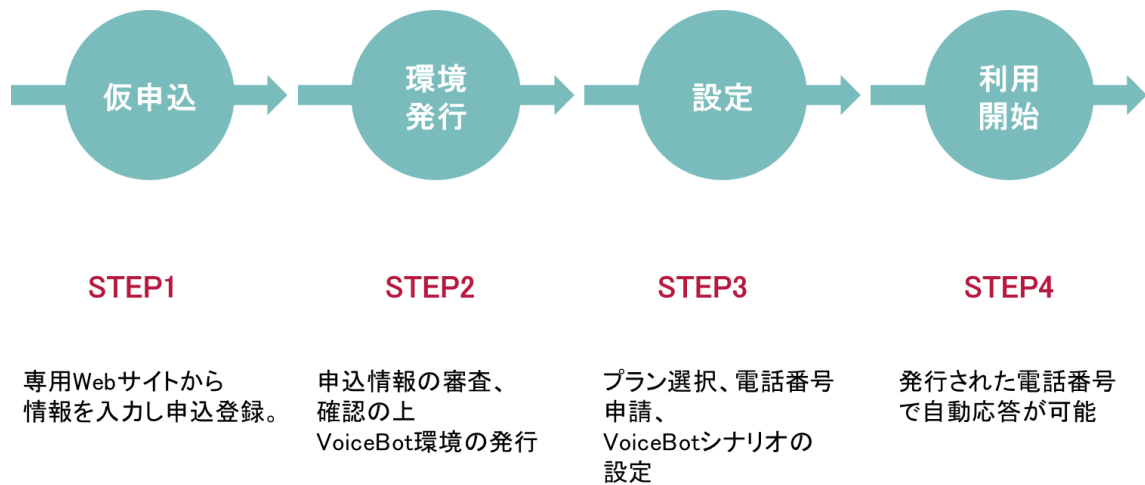 仮申込
環境
発行
設定
利用
開始
STEP1
STEP2
STEP3
STEP4
専用Webサイトから
情報を入力し申込登録。
申込情報の審査、
確認の上
VoiceBot環境の発行
プラン選択、電話番号
申請、
VoiceBotシナリオの
設定
発行された電話番号
で自動応答が可能